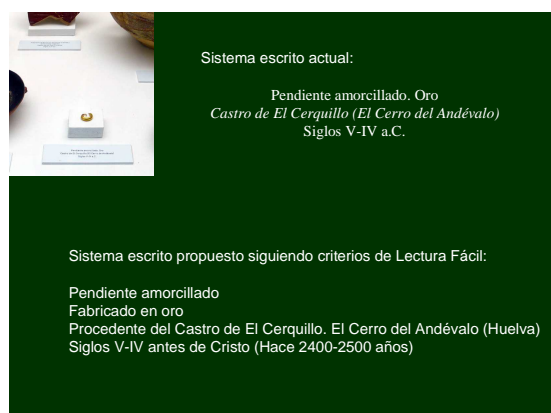 Sistema escrito actual:
Pendiente amorcillado. Oro
Castro de El Cerquillo (El Cerro del Andévalo)
Siglos V-IV a.C.
Sistema escrito propuesto siguiendo criterios de Lectura Fácil:
Pendiente amorcillado
Fabricado en oro
Procedente del Castro de El Cerquillo. El Cerro del Andévalo (Huelva)
Siglos V-IV antes de Cristo (Hace 2400-2500 años)